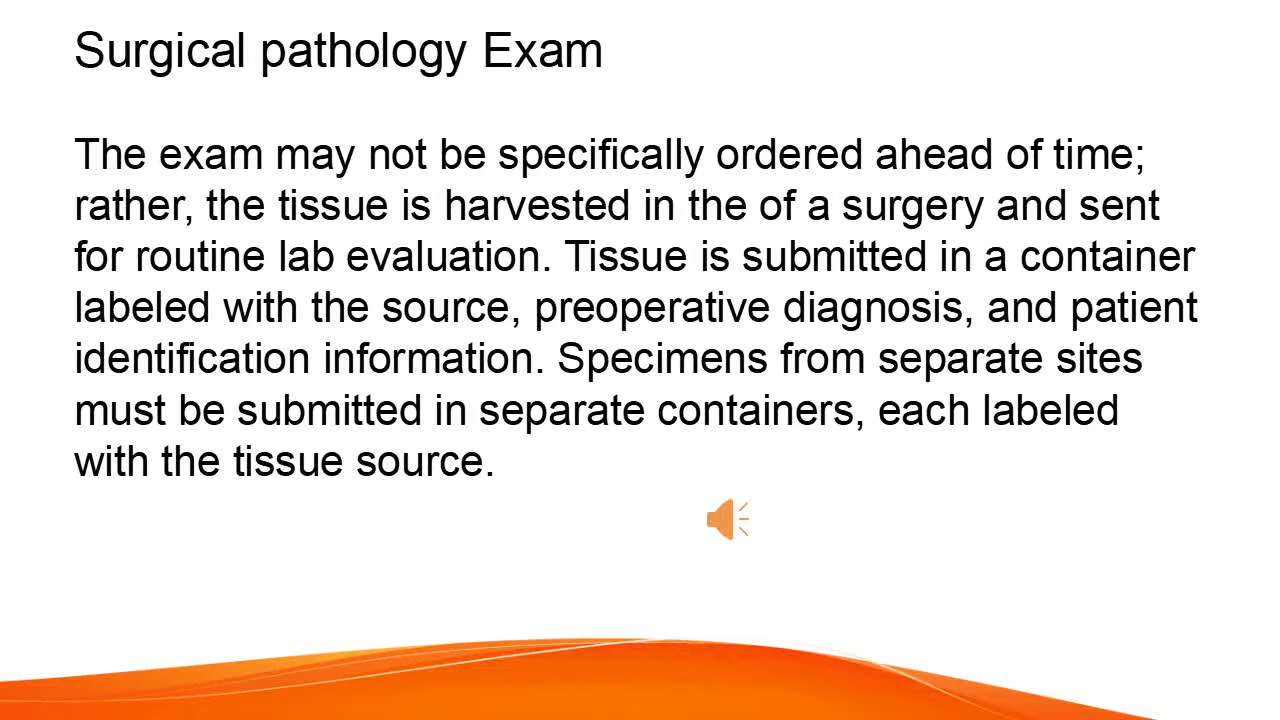 Surgical pathology Exam
The exam may not be specifically ordered ahead of time;
rather, the tissue is harvested in the of a surgery and sent
for routine lab evaluation. Tissue is submitted in a container
labeled with the source, preoperative diagnosis, and patient
identification information. Specimens from separate sites
must be submitted in separate containers, each labeled
with the tissue source.